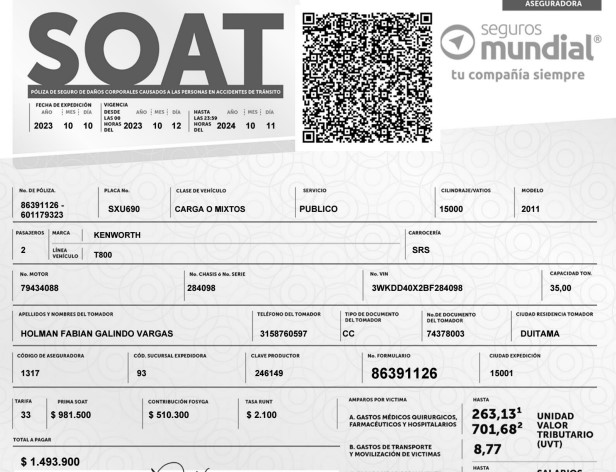 ASEGURADORA
SOAT
seguros
mundial®
tu compañía siempre
PÓLIZA DE SEGURO DE DAÑOS CORPORALES CAUSADOS A LAS PERSONAS EN ACCIDENTES DE TRÁNSITO
FECHA DE EXPEDICIÓN
AÑO MES DÍA
2023 10 10
VIGENCIA
DESDE LAS 00 HORAS DEL
AÑO MES DÍA
2023 10 12
HASTA LAS 23:59 HORAS DEL
AÑO MES DÍA
2024 10 11
No. DE PÓLIZA.
86391126 -
601179323
PLACA No.
SXU690
CLASE DE VEHÍCULO
CARGA O MIXTOS
SERVICIO
PUBLICO
CILINDRAJE/VATIOS
15000
MODELO
2011
PASAJEROS
2
MARCA
KENWORTH
LÍNEA
VEHÍCULO
T800
CARROCERÍA
SRS
No. MOTOR
79434088
No. CHASIS ó No. SERIE
284098
No. VIN
3WKDD40X2BF284098
CAPACIDAD TON.
35,00
APELLIDOS Y NOMBRES DEL TOMADOR
HOLMAN FABIAN GALINDO VARGAS
TELÉFONO DEL TOMADOR
3158760597
TIPO DE DOCUMENTO
DEL TOMADOR
CC
No.DE DOCUMENTO
DEL TOMADOR
74378003
CIUDAD RESIDENCIA TOMADOR
DUITAMA
CÓDIGO DE ASEGURADORA
1317
CÓD. SUCURSAL EXPEDIDORA
93
CLAVE PRODUCTOR
246149
No. FORMULARIO
86391126
CIUDAD EXPEDICIÓN
15001
TARIFA
33
PRIMA SOAT
$ 981.500
CONTRIBUCIÓN FOSYGA
$ 510.300
TASA RUNT
$ 2.100
TOTAL A PAGAR
$ 1.493.900
AMPAROS POR VICTIMA
HASTA
A. GASTOS MÉDICOS QUIRURGICOS,
FARMACÉUTICOS Y HOSPITALARIOS
263,13¹
701,68²
B. GASTOS DE TRANSPORTE
Y MOVILIZACIÓN DE VICTIMAS
8,77
UNIDAD
VALOR
TRIBUTARIO
(UVT)
HASTA
SALARIOS